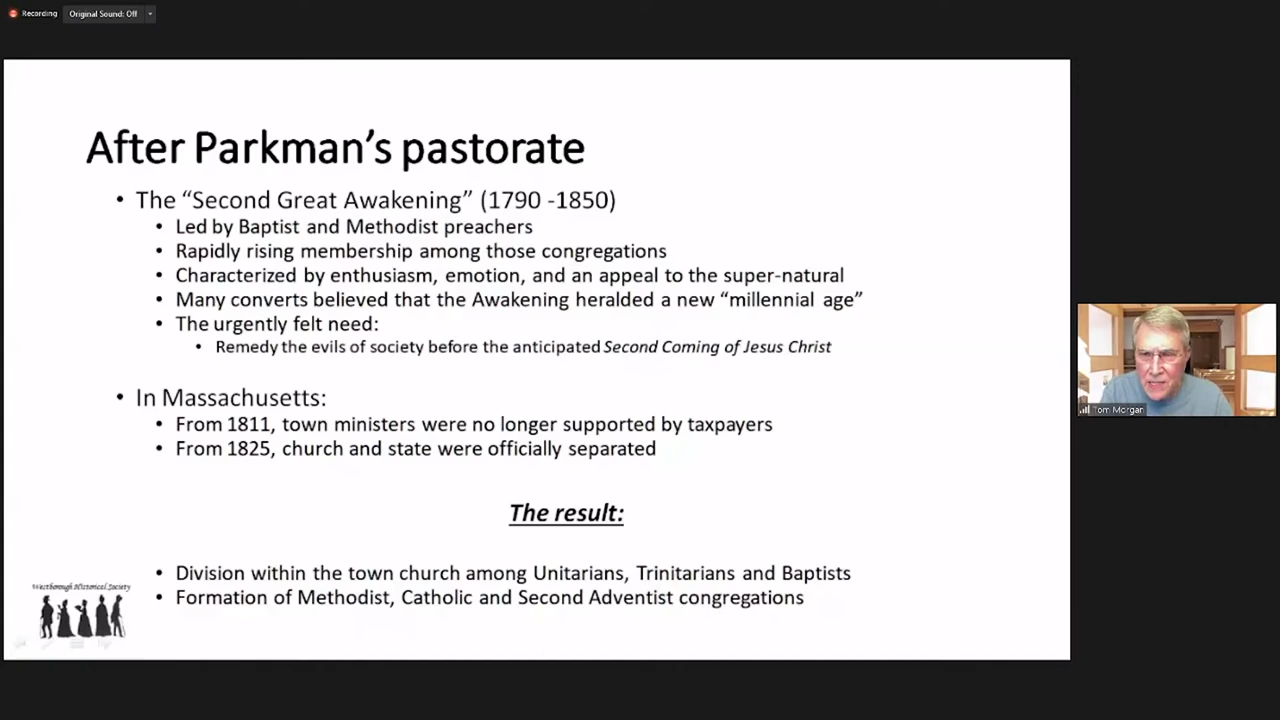 Recording
Original Sound: Off
After Parkman's pastorate
• The “Second Great Awakening” (1790 -1850)
• Led by Baptist and Methodist preachers
• Rapidly rising membership among those congregations
• Characterized by enthusiasm, emotion, and an appeal to the super-natural
• Many converts believed that the Awakening heralded a new “millennial age”
• The urgently felt need:
• Remedy the evils of society before the anticipated Second Coming of Jesus Christ
• In Massachusetts:
• From 1811, town ministers were no longer supported by taxpayers
• From 1825, church and state were officially separated
The result:
• Division within the town church among Unitarians, Trinitarians and Baptists
• Formation of Methodist, Catholic and Second Adventist congregations
Westborough Historical Society
Tom Morgan